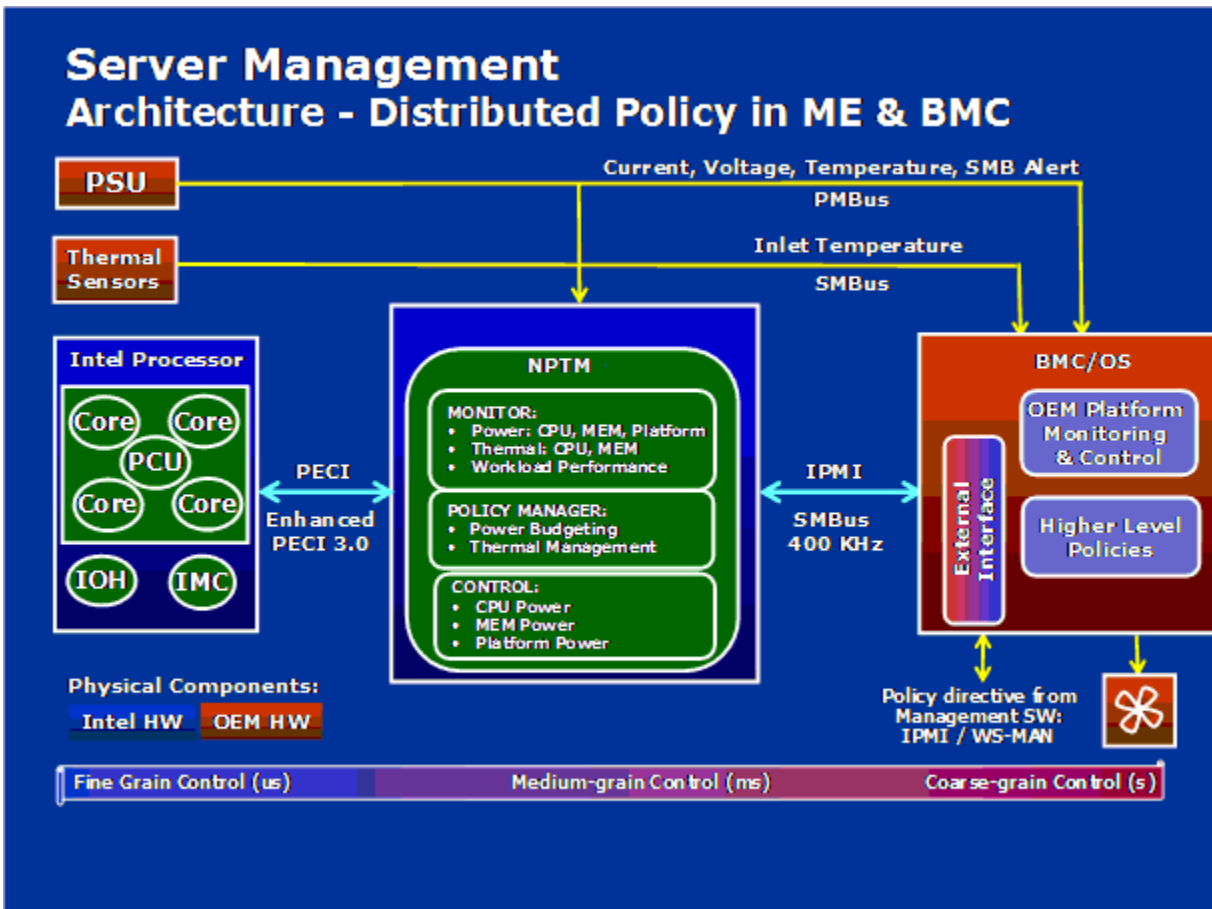 Server Management
Architecture - Distributed Policy in ME & BMC
PSU
Current, Voltage, Temperature, SMB Alert
PMBus
Thermal
Sensors
Inlet Temperature
SMBus
Intel Processor
Core
Core
PCU
Core
Core
IOH
IMC
PECI
Enhanced
PECI 3.0
NPTM
MONITOR:
• Power: CPU, MEM, Platform
• Thermal: CPU, MEM
• Workload Performance
POLICY MANAGER:
• Power Budgeting
• Thermal Management
CONTROL:
• CPU Power
• MEM Power
• Platform Power
IPMI
SMBus
400 KHz
BMC/OS
OEM Platform
Monitoring
& Control
External
Interface
Higher Level
Policies
Physical Components:
Intel HW
OEM HW
Policy directive from
Management SW:
IPMI / WS-MAN
Fine Grain Control (us)
Medium-grain Control (ms)
Coarse-grain Control (s)